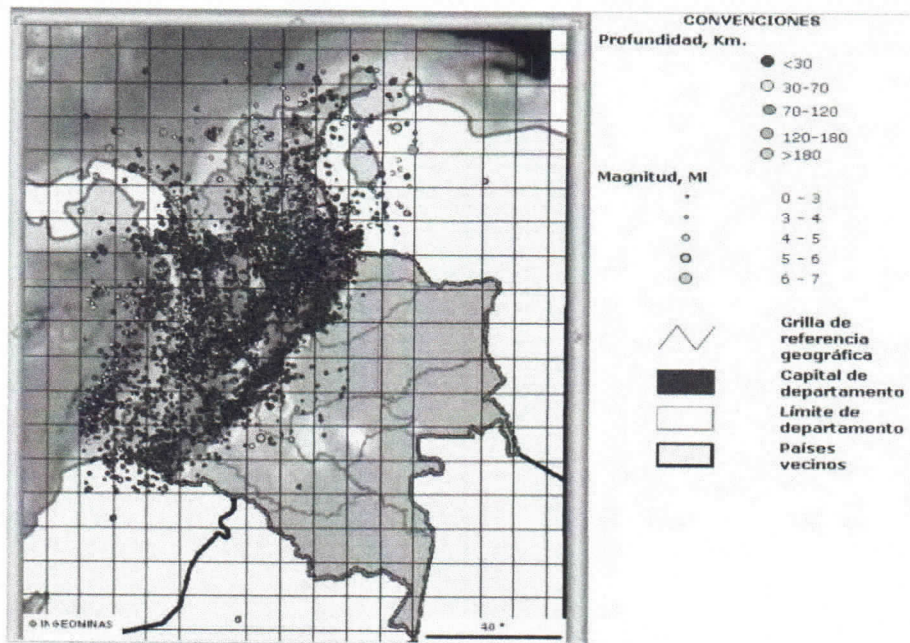 CONVENCIONES
Profundidad, Km.
<30
30-70
70-120
120-180
>180
Magnitud, Ml
0 - 3
3 - 4
4 - 5
5 - 6
6 - 7
Grilla de
referencia
geográfica
Capital de
departamento
Límite de
departamento
Países
vecinos
© INGEOMINAS
40 °